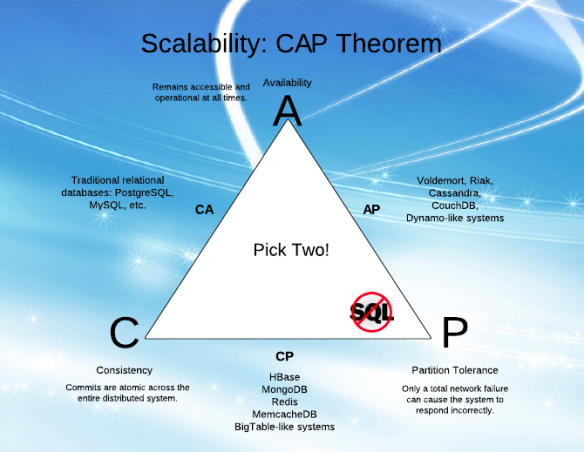 Scalability: CAP Theorem
Remains accessible and
operational at all times.
Availability
A
Traditional relational
databases: PostgreSQL,
MySQL, etc.
CA
AP
Voldemort, Riak,
Cassandra,
CouchDB,
Dynamo-like systems
Pick Two!
SQL
C
P
Consistency
Commits are atomic across the
entire distributed system.
CP
HBase
MongoDB
Redis
MemcacheDB
BigTable-like systems
Partition Tolerance
Only a total network failure
can cause the system to
respond incorrectly.